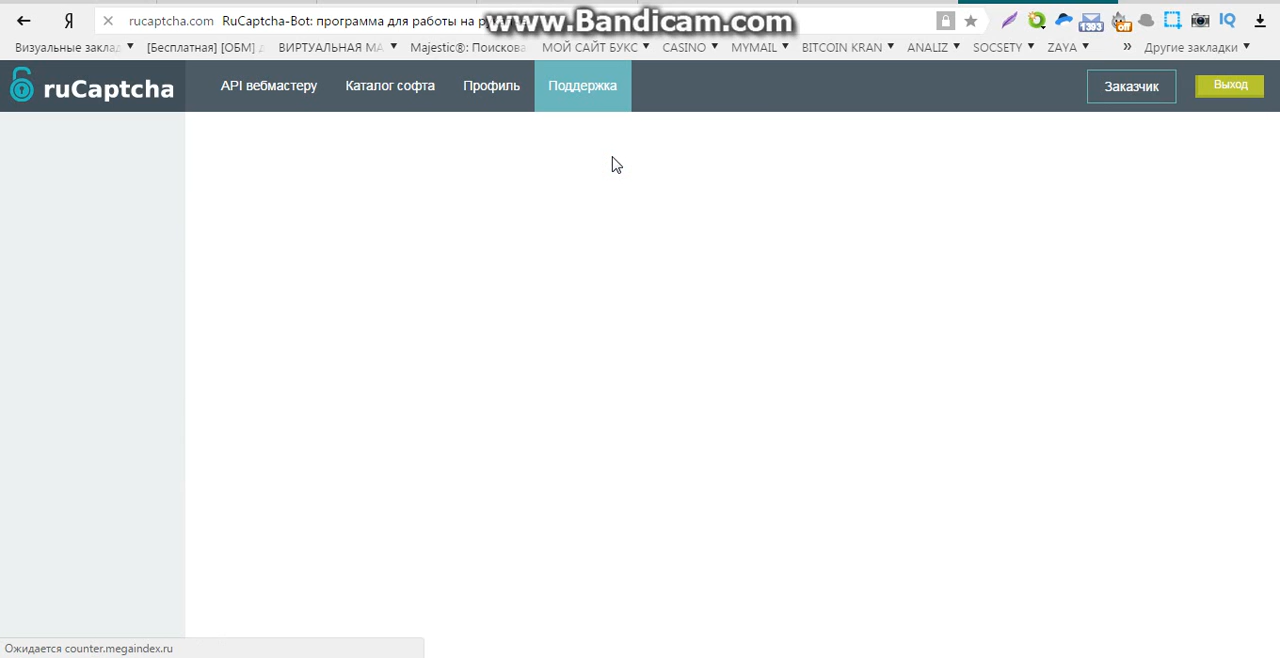 www.Bandicam.com
Я rucaptcha.com RuCaptcha-Bot: программа для работы на
Визуальные заклад [Бесплатная] [ОБМ] ВИРТУАЛЬНАЯ МА Majestic®: Поискова МОЙ САЙТ БУКС CASINO MYMAIL BITCOIN KRAN ANALIZ SOCSETY ZAYA » Другие закладки
ruCaptcha API вебмастеру Каталог софта Профиль Поддержка Заказчик Выход
Ожидается counter.megaindex.ru